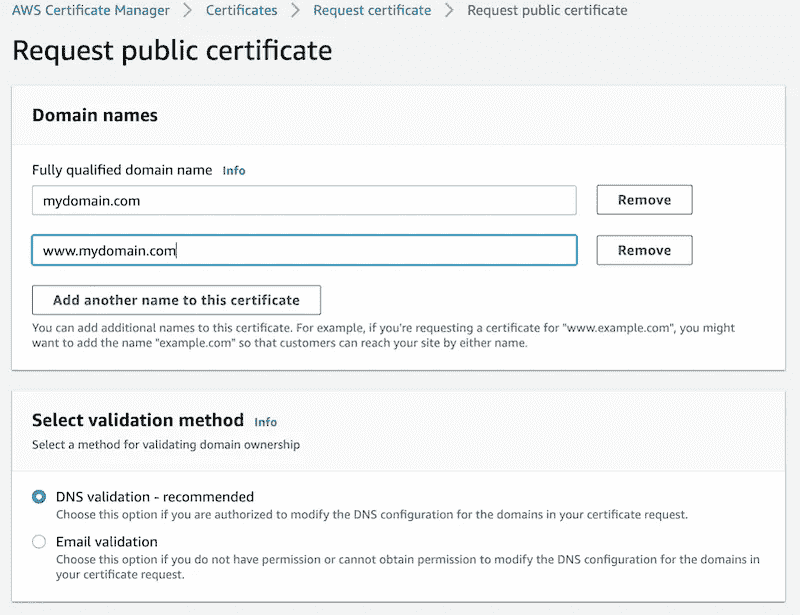 AWS Certificate Manager > Certificates > Request certificate > Request public certificate
Request public certificate
Domain names
Fully qualified domain name Info
mydomain.com Remove
www.mydomain.com Remove
Add another name to this certificate
You can add additional names to this certificate. For example, if you're requesting a certificate for "www.example.com", you might
want to add the name "example.com" so that customers can reach your site by either name.
Select validation method Info
Select a method for validating domain ownership
DNS validation - recommended
Choose this option if you are authorized to modify the DNS configuration for the domains in your certificate request.
Email validation
Choose this option if you do not have permission or cannot obtain permission to modify the DNS configuration for the domains in
your certificate request.